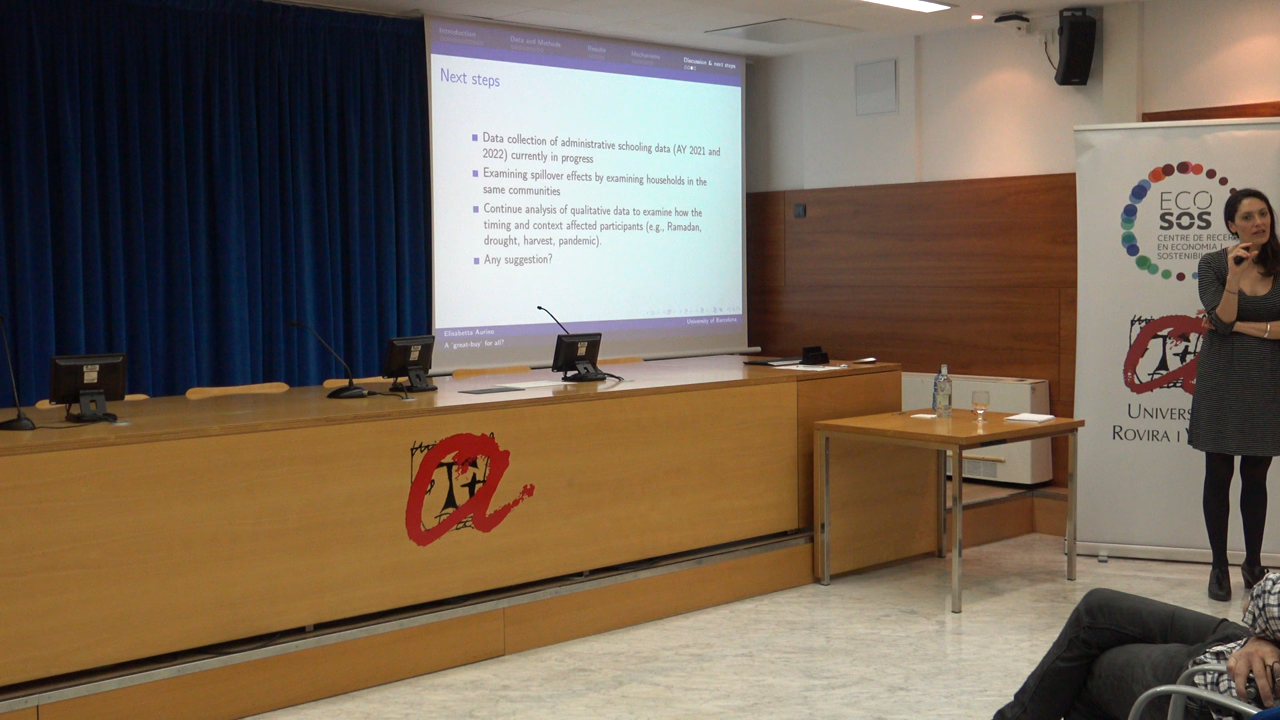 Introduction
Data and Methods
Results
Mechanisms
Discussion & next steps
Next steps
Data collection of administrative schooling data (AY 2021 and
2022) currently in progress
Examining spillover effects by examining households in the
same communities
Continue analysis of qualitative data to examine how the
timing and context affected participants (e.g., Ramadan,
drought, harvest, pandemic).
Any suggestion?
Elisabetta Aurino
University of Barcelona
A 'great-buy' for all?
ECO
SOS
CENTRE DE RECER
EN ECONOMIA I
SOSTENIBIL
UNIVERS
ROVIRA I V